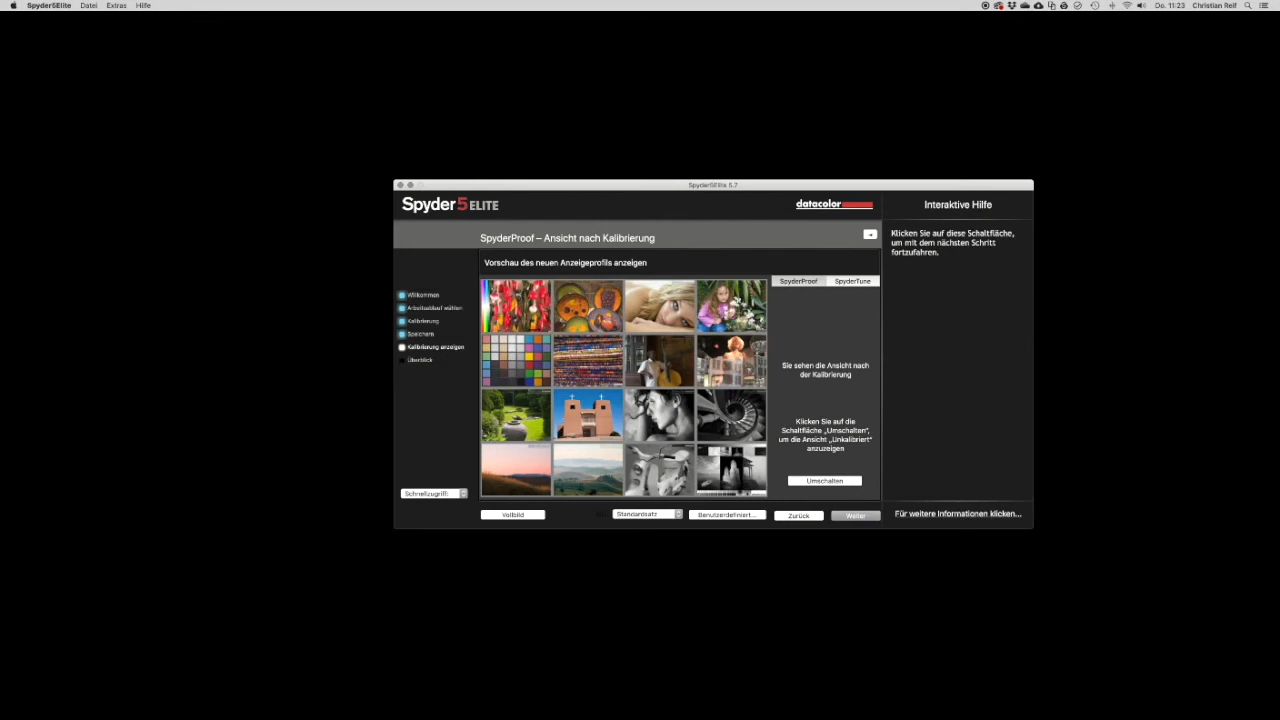 Spyder5Elite Datei Extras Hilfe
Do. 11:23 Christian Reif
Spyder5Elite 5.7
Spyder5ELITE
datacolor
Interaktive Hilfe
SpyderProof – Ansicht nach Kalibrierung
Klicken Sie auf diese Schaltfläche,
um mit dem nächsten Schritt
fortzufahren.
Vorschau des neuen Anzeigeprofils anzeigen
SpyderProof SpyderTune
Willkommen
Arbeitsablauf wählen
Kalibrierung
Speichern
Kalibrierung anzeigen
Überblick
Sie sehen die Ansicht nach
der Kalibrierung
Klicken Sie auf die
Schaltfläche „Umschalten",
um die Ansicht „Unkalibriert"
anzuzeigen
Umschalten
Schnellzugriff:
Vollbild
Standardsatz
Benutzerdefiniert...
Zurück
Weiter
Für weitere Informationen klicken...